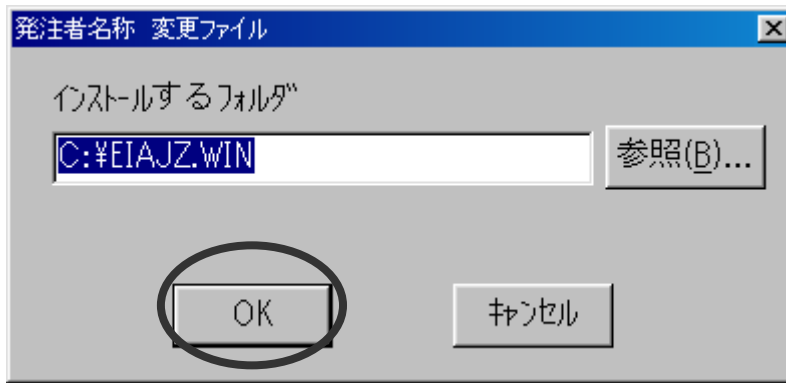 発注者名称 変更ファイル
インストールするフォルダ
C:¥EIAJZ.WIN
参照(B)...
OK
キャンセル